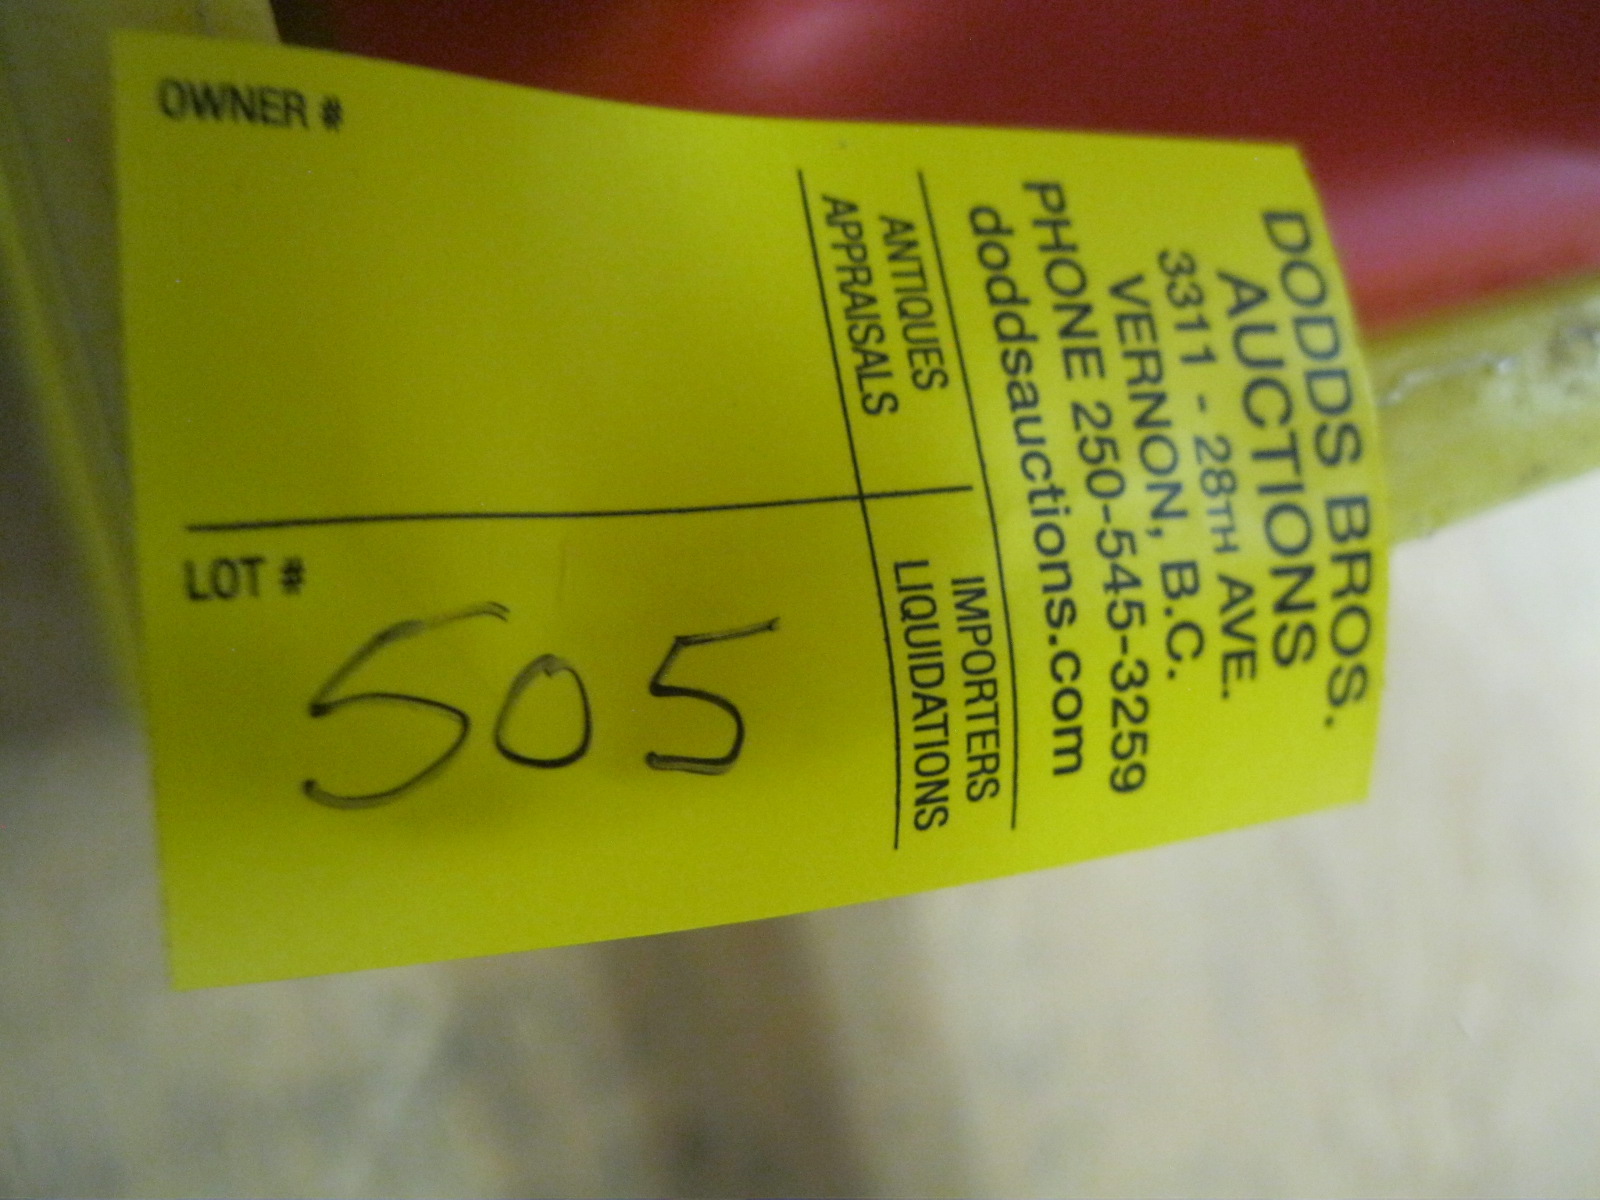 DODDS BROS.
AUCTIONS
3311 - 28TH AVE.
VERNON, B.C.
PHONE 250-545-3259
doddsauctions.com
ANTIQUES
APPRAISALS
IMPORTERS
LIQUIDATIONS
OWNER #
LOT #
505